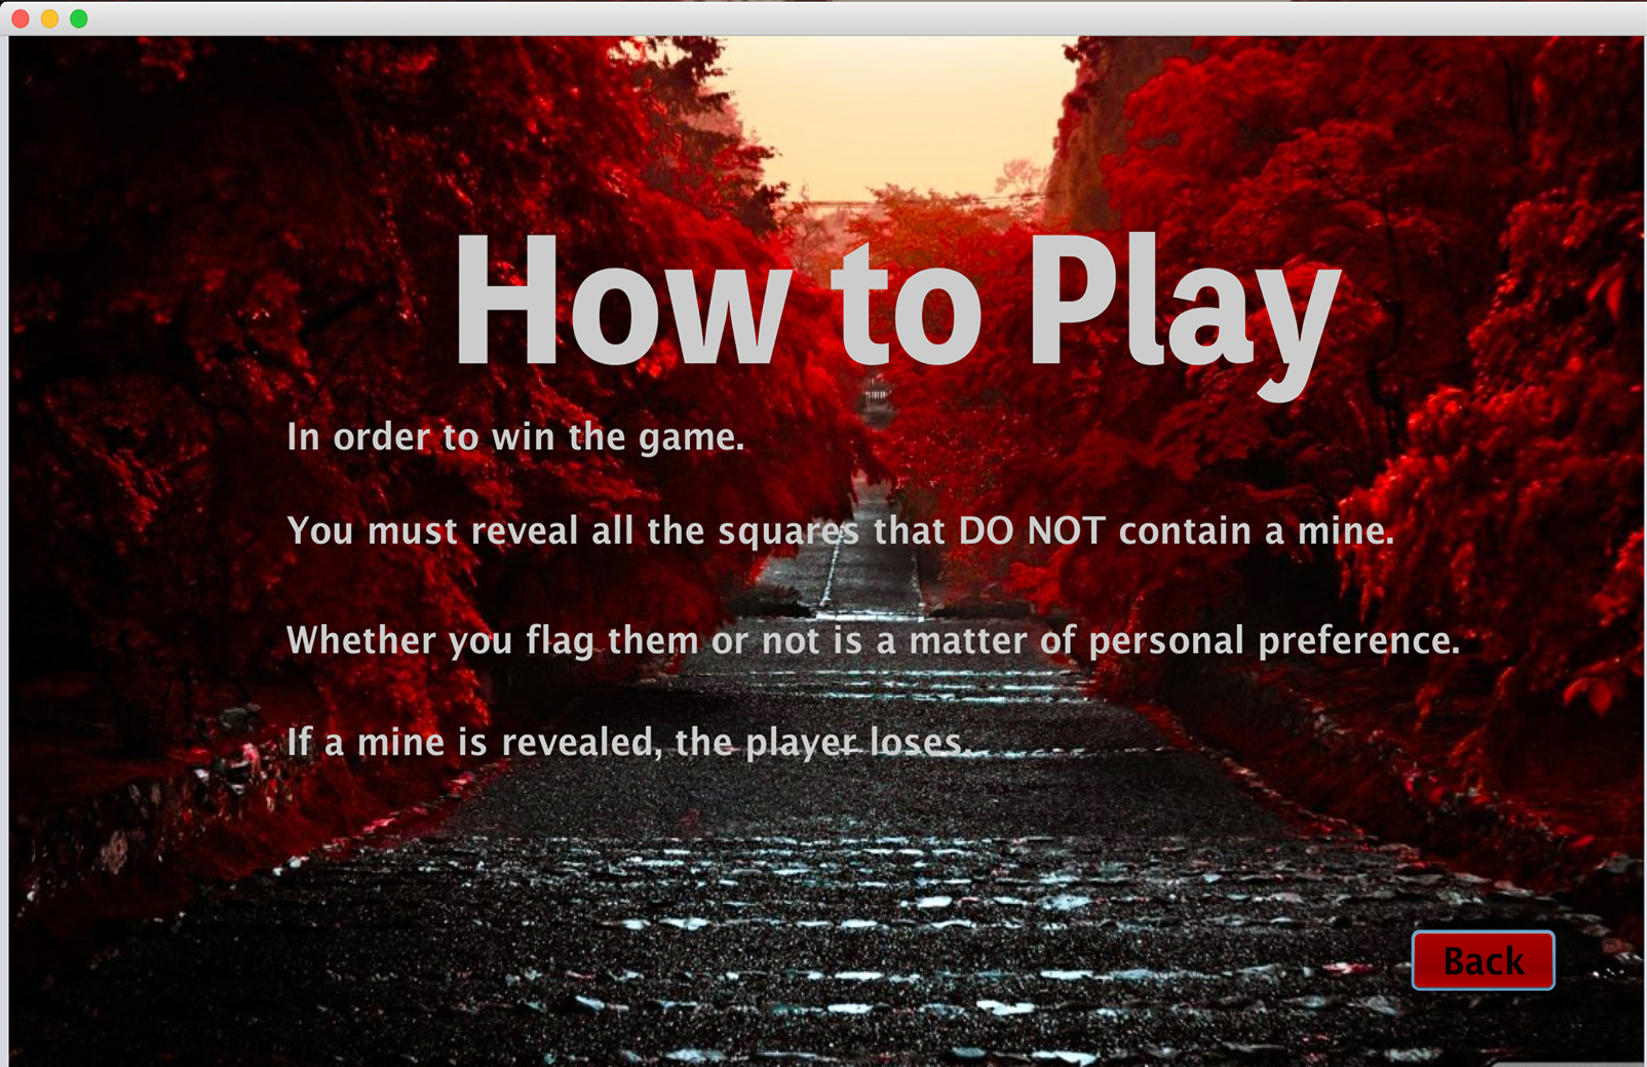 How to Play
In order to win the game.
You must reveal all the squares that DO NOT contain a mine.
Whether you flag them or not is a matter of personal preference.
If a mine is revealed, the player loses.
Back